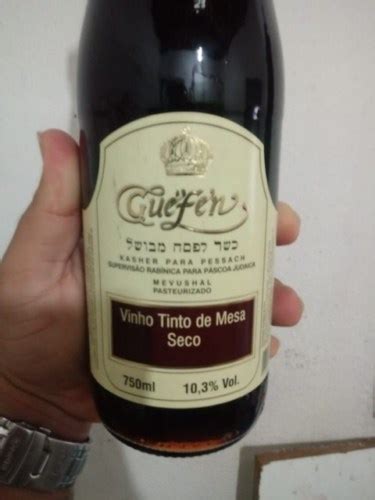 Guefen
כשר לפסח מבושל
KASHER PARA PESSACH
SUPERVISÃO RABÍNICA PARA PÁSCOA JUDAICA
MEVUSHAL
PASTEURIZADO
Vinho Tinto de Mesa
Seco
750ml 10,3% Vol.